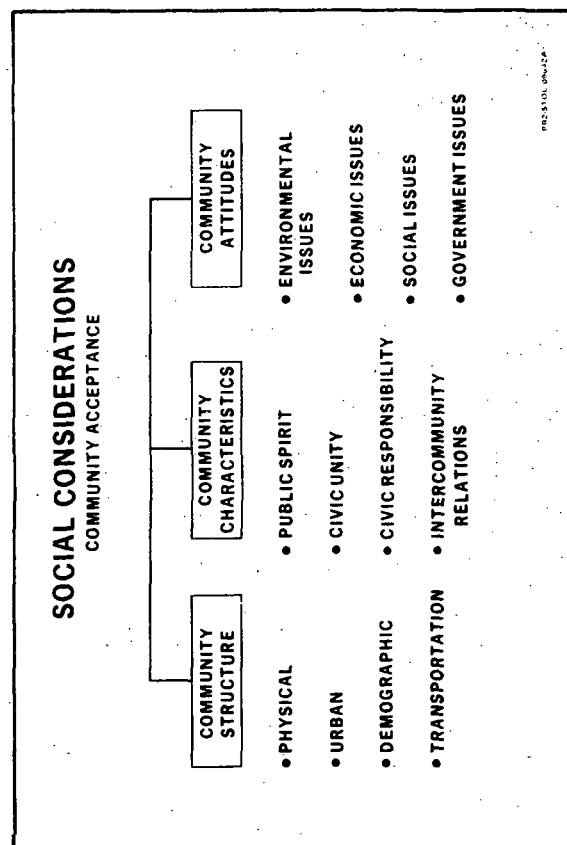 SOCIAL CONSIDERATIONS
COMMUNITY ACCEPTANCE
COMMUNITY
STRUCTURE
• PHYSICAL
• URBAN
• DEMOGRAPHIC
• TRANSPORTATION
COMMUNITY
CHARACTERISTICS
• PUBLIC SPIRIT
• CIVIC UNITY
• CIVIC RESPONSIBILITY
• INTERCOMMUNITY
RELATIONS
COMMUNITY
ATTITUDES
• ENVIRONMENTAL
ISSUES
• ECONOMIC ISSUES
• SOCIAL ISSUES
• GOVERNMENT ISSUES